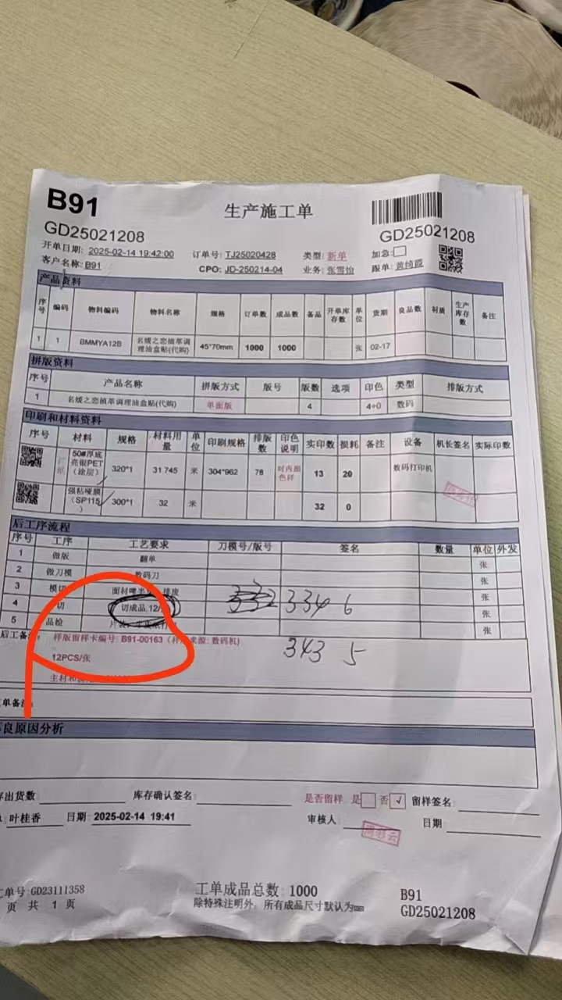 B91
生产施工单
GD25021208
GD25021208
开单日期: 2025-02-14 19:42:00 订单号: TJ25020428 类型: 新单 加急:
客户名称: B91 CPO: JD-250214-04 业务: 张雪怡 跟单: 黄绮霞
产品资料
序号 编码 物料编码 物料名称 规格 订单数 成品数 备品 开单库存数 单位 货期 良品数 材质 生产库存数 备注
1 1 BMMYA12B 名媛之恋植萃调理油盒贴(代购) 45*70mm 1000 1000 张 02-17
拼版资料
序号 产品名称 拼版方式 版号 版数 选项 印色 类型 排版方式
1 名媛之恋植萃调理油盒贴(代购) 单面版 4 4+0 数码
印刷和材料资料
序号 材料 规格 材料用量 单位 印刷规格 排版数 印色说明 实印数 损耗 备注 设备 机长签名 实际印数
50#厚底亮银PET(涂层) 320*1 31.745 米 304*962 78 色样 13 20 数码打印机
强粘哑膜(SP115) 300*1 32 米 32 0
后工序流程
序号 工序 工艺要求 刀模号/版号 签名 数量 单位 外发
1 做版 翻单 张
2 做刀模 数码刀 张
3 模切 面材啤半 排废 张
4 切 切成品 12/ 334 6 张
5 品检 张
后工备注: 样版留样卡编号: B91-00163 (样 来源: 数码机)
343 5
12PCS/张
主材和
单备注
良原因分析
存出货数 库存确认签名 是否留样 是 否 √ 留样签名
叶桂香 日期: 2025-02-14 19:41 审核人 日期
工单号: GD23111358 工单成品总数: 1000 B91
页 共 1 页 除特殊注明外, 所有成品尺寸默认为mm GD25021208